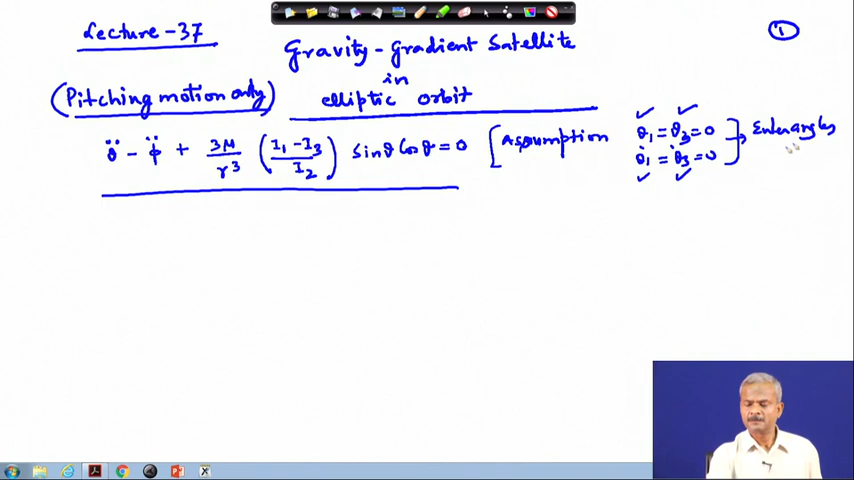 Lecture-37
①
Gravity-gradient Satellite
in
elliptic orbit
(Pitching motion only)
θ̈ - φ̈ + 3μ/r³ (I₁-I₃/I₂) sinθ cosθ = 0 [Assumption
θ₁ = θ₃ = 0
θ̇₁ = θ̇₃ = 0
Euler angles